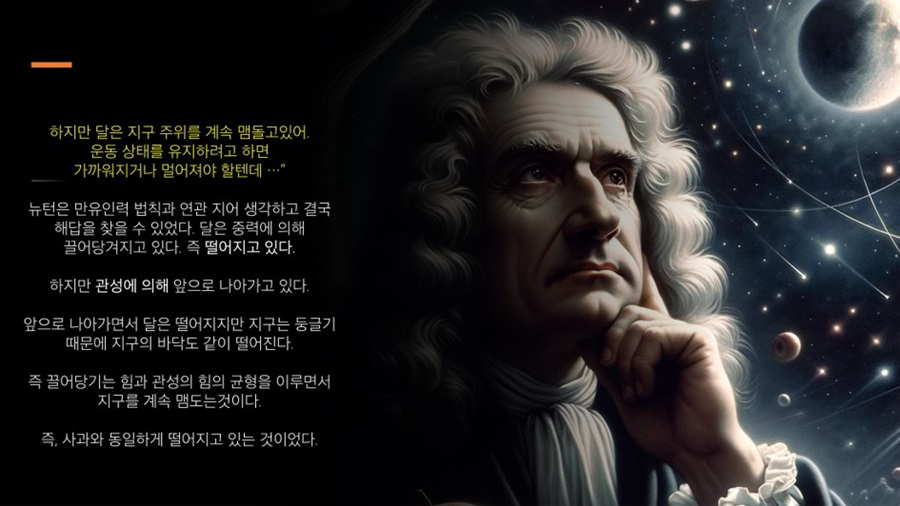 하지만 달은 지구 주위를 계속 맴돌고있어.
운동 상태를 유지하려고 하면
가까워지거나 멀어져야 할텐데 …”
뉴턴은 만유인력 법칙과 연관 지어 생각하고 결국
해답을 찾을 수 있었다. 달은 중력에 의해
끌어당겨지고 있다. 즉 떨어지고 있다.
하지만 관성에 의해 앞으로 나아가고 있다.
앞으로 나아가면서 달은 떨어지지만 지구는 둥글기
때문에 지구의 바닥도 같이 떨어진다.
즉 끌어당기는 힘과 관성의 힘의 균형을 이루면서
지구를 계속 맴도는것이다.
즉, 사과와 동일하게 떨어지고 있는 것이었다.